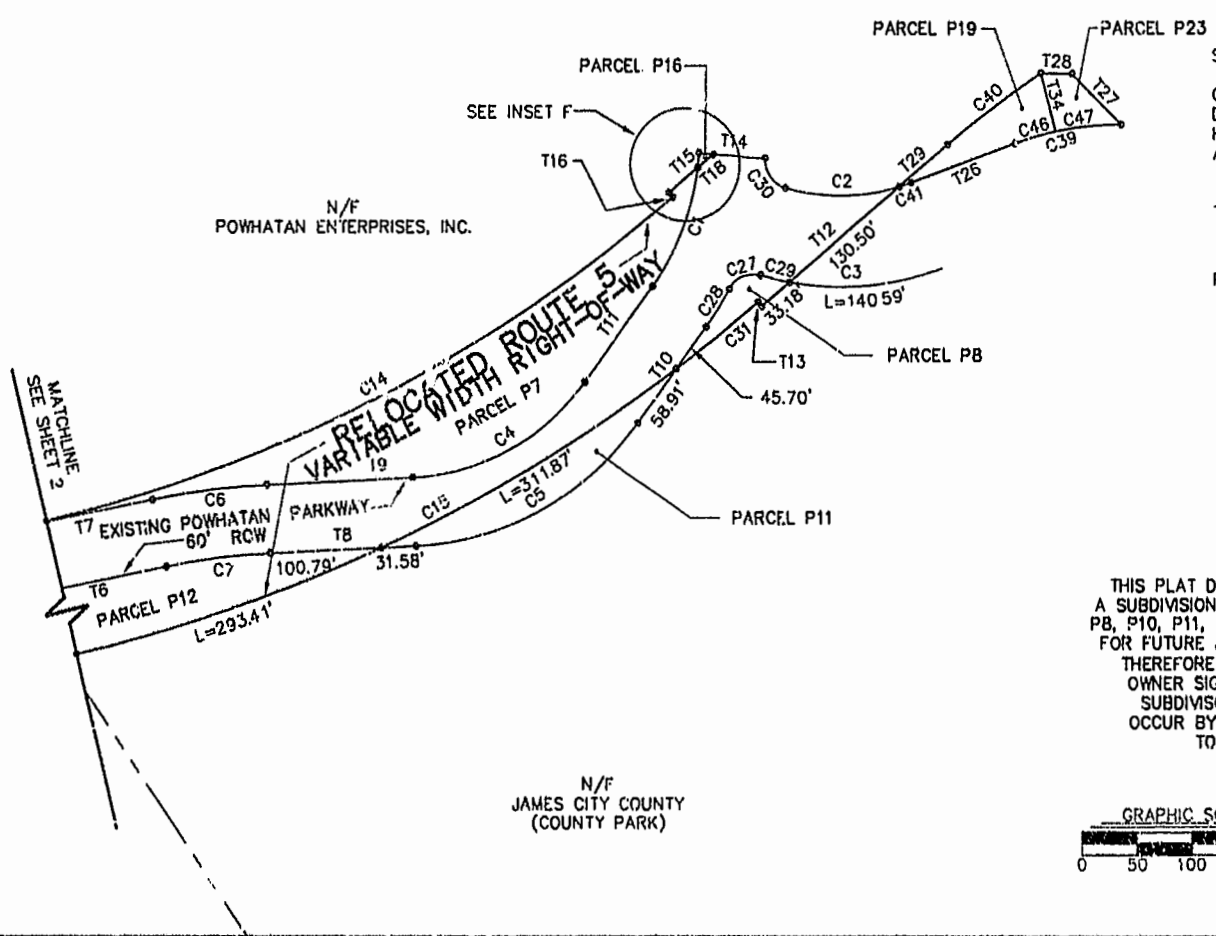 PARCEL P19
PARCEL P23
T28
PARCEL P16
C40
T34
T27
SEE INSET F
C46 C47
C39
T14
T15
T18
T29
T16
C30
C2
T26
C41
N/F
POWHATAN ENTERPRISES, INC.
T12
130.50'
C27
C29
C3
L=140.59'
RELOCATED ROUTE 5
VARIABLE WIDTH RIGHT-OF-WAY
T11
C28
33.18'
C31
T13
PARCEL P8
C14
T10
45.70'
MATCHLINE
SEE SHEET 2
PARCEL P7
58.91'
C4
T9
L=311.87'
C5
C6
T7
EXISTING POWHATAN
PARKWAY
C15
PARCEL P11
60' ROW
T8
C7
100.79'
31.58'
T6
PARCEL P12
L=293.41'
THIS PLAT D
A SUBDIVISION
P8, P10, P11,
FOR FUTURE
THEREFORE
OWNER SIG
SUBDIVISO
OCCUR BY
TO
N/F
JAMES CITY COUNTY
(COUNTY PARK)
GRAPHIC SC
0 50 100